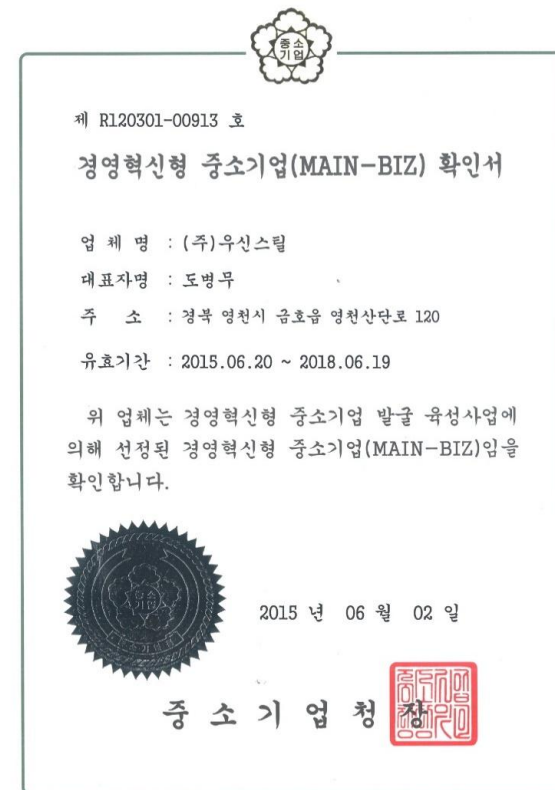 중소
기업
제 R120301-00913 호
경영혁신형 중소기업(MAIN-BIZ) 확인서
업 체 명 : (주)우신스틸
대표자명 : 도병무
주 소 : 경북 영천시 금호읍 영천산단로 120
유효기간 : 2015.06.20 ~ 2018.06.19
위 업체는 경영혁신형 중소기업 발굴 육성사업에
의해 선정된 경영혁신형 중소기업(MAIN-BIZ)임을
확인합니다.
중소
기업
2015 년 06 월 02 일
중 소 기 업 청 장